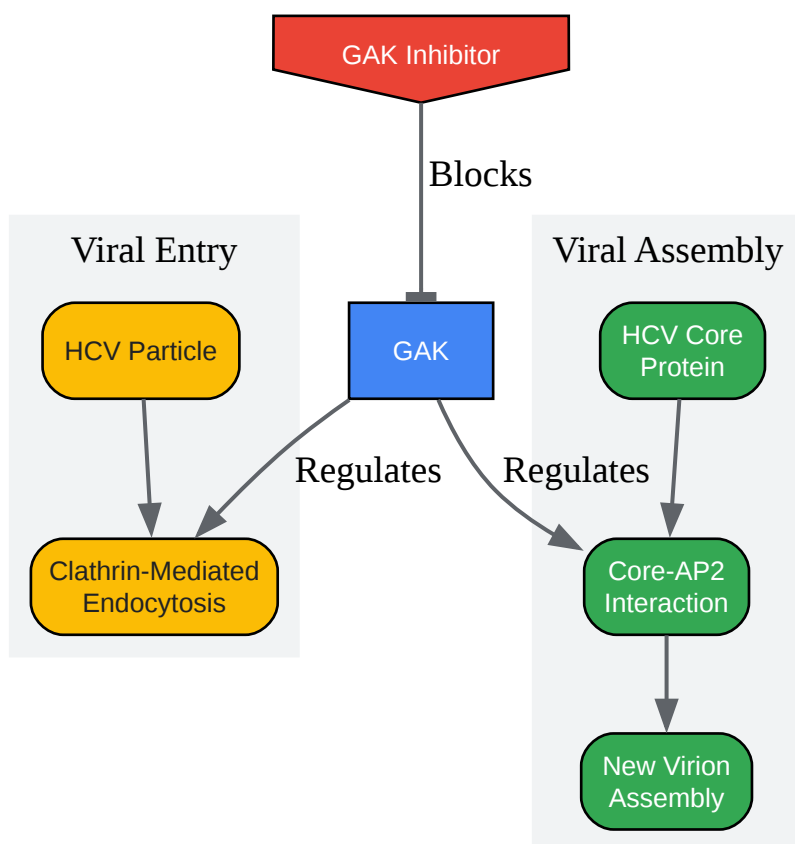 GAK Inhibitor
Blocks
Viral Entry
Viral Assembly
HCV Particle
GAK
HCV Core
Protein
Regulates
Regulates
Clathrin-Mediated
Endocytosis
Core-AP2
Interaction
New Virion
Assembly